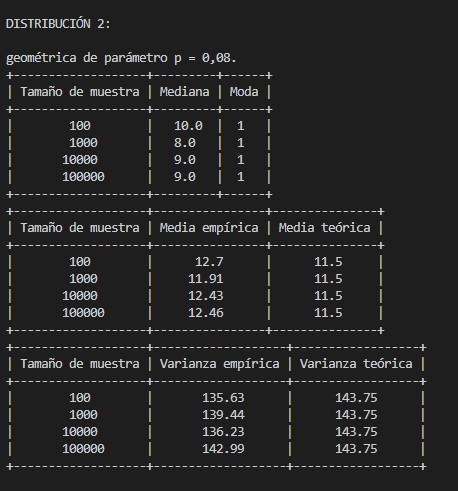 DISTRIBUCIÓN 2:
geométrica de parámetro p = 0,08.
+-------------------+---------+------+
| Tamaño de muestra | Mediana | Moda |
+-------------------+---------+------+
|        100        |   10.0  |  1   |
|        1000       |   8.0   |  1   |
|       10000       |   9.0   |  1   |
|       100000      |   9.0   |  1   |
+-------------------+---------+------+
+-------------------+----------------+---------------+
| Tamaño de muestra | Media empírica | Media teórica |
+-------------------+----------------+---------------+
|        100        |      12.7      |      11.5     |
|        1000       |     11.91      |      11.5     |
|       10000       |     12.43      |      11.5     |
|       100000      |     12.46      |      11.5     |
+-------------------+----------------+---------------+
+-------------------+-------------------+------------------+
| Tamaño de muestra | Varianza empírica | Varianza teórica |
+-------------------+-------------------+------------------+
|        100        |       135.63      |      143.75      |
|        1000       |       139.44      |      143.75      |
|       10000       |       136.23      |      143.75      |
|       100000      |       142.99      |      143.75      |
+-------------------+-------------------+------------------+